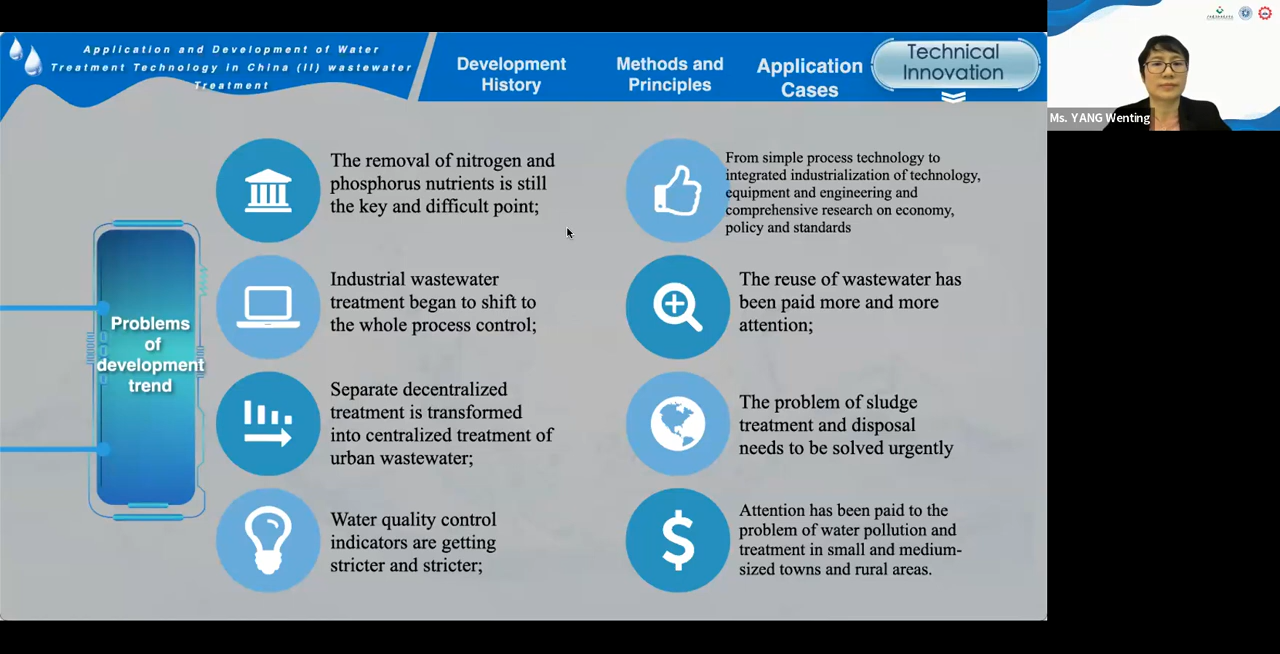 Application and Development of Water
Treatment Technology in China (II) wastewater
Treatment
Development
History
Methods and
Principles
Application
Cases
Technical
Innovation
Ms. YANG Wenting
Problems
of
development
trend
The removal of nitrogen and
phosphorus nutrients is still
the key and difficult point;
Industrial wastewater
treatment began to shift to
the whole process control;
Separate decentralized
treatment is transformed
into centralized treatment of
urban wastewater;
Water quality control
indicators are getting
stricter and stricter;
From simple process technology to
integrated industrialization of technology,
equipment and engineering and
comprehensive research on economy,
policy and standards
The reuse of wastewater has
been paid more and more
attention;
The problem of sludge
treatment and disposal
needs to be solved urgently
Attention has been paid to the
problem of water pollution and
treatment in small and medium-
sized towns and rural areas.